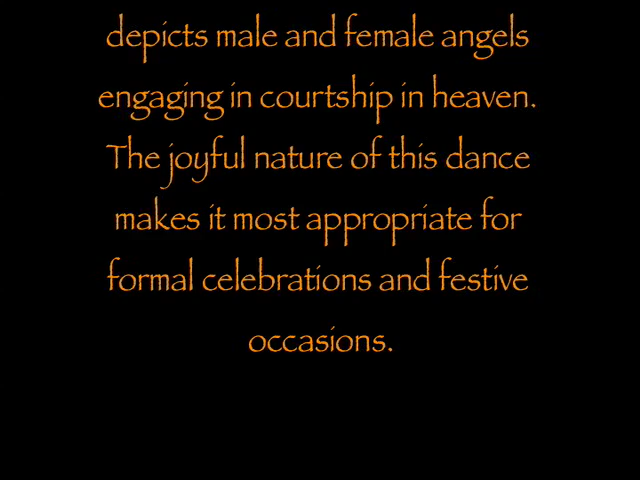 depicts male and female angels
engaging in courtship in heaven.
The joyful nature of this dance
makes it most appropriate for
formal celebrations and festive
occasions.